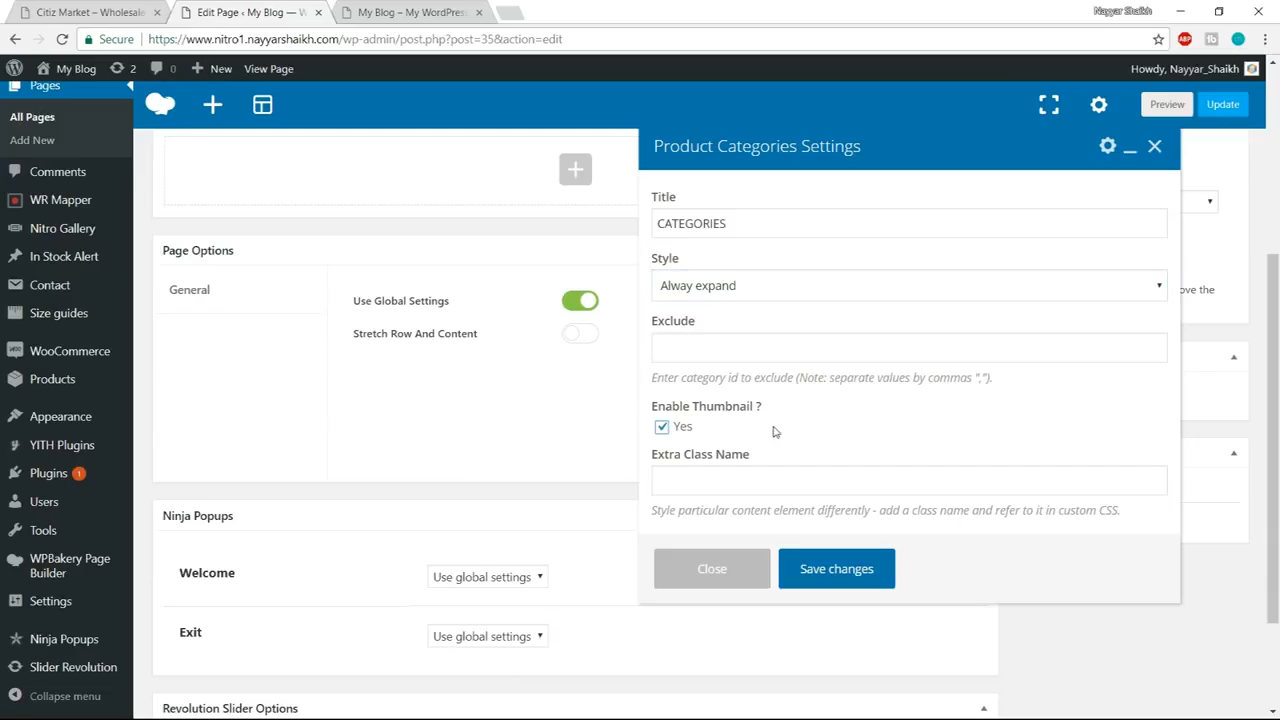 Citiz Market – Wholesale
Edit Page ‹ My Blog —
My Blog – My WordPres
Nayyar Shaikh
Secure
https://www.nitro1.nayyarshaikh.com/wp-admin/post.php?post=35&action=edit
My Blog
2
0
New
View Page
Howdy, Nayyar_Shaikh
Pages
All Pages
Add New
Comments
WR Mapper
Nitro Gallery
In Stock Alert
Contact
Size guides
WooCommerce
Products
Appearance
YITH Plugins
Plugins 1
Users
Tools
WPBakery Page
Builder
Settings
Ninja Popups
Slider Revolution
Collapse menu
Preview
Update
Page Options
General
Use Global Settings
Stretch Row And Content
Ninja Popups
Welcome
Use global settings
Exit
Use global settings
Revolution Slider Options
Product Categories Settings
Title
CATEGORIES
Style
Alway expand
Exclude
Enter category id to exclude (Note: separate values by commas ",").
Enable Thumbnail ?
Yes
Extra Class Name
Style particular content element differently - add a class name and refer to it in custom CSS.
Close
Save changes
ove the